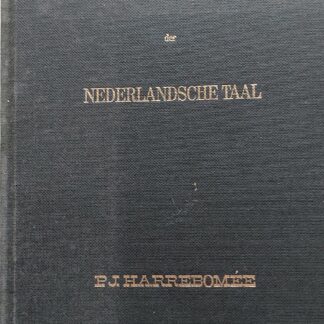 der
NEDERLANDSCHE TAAL
P.J. HARREBOMÉE